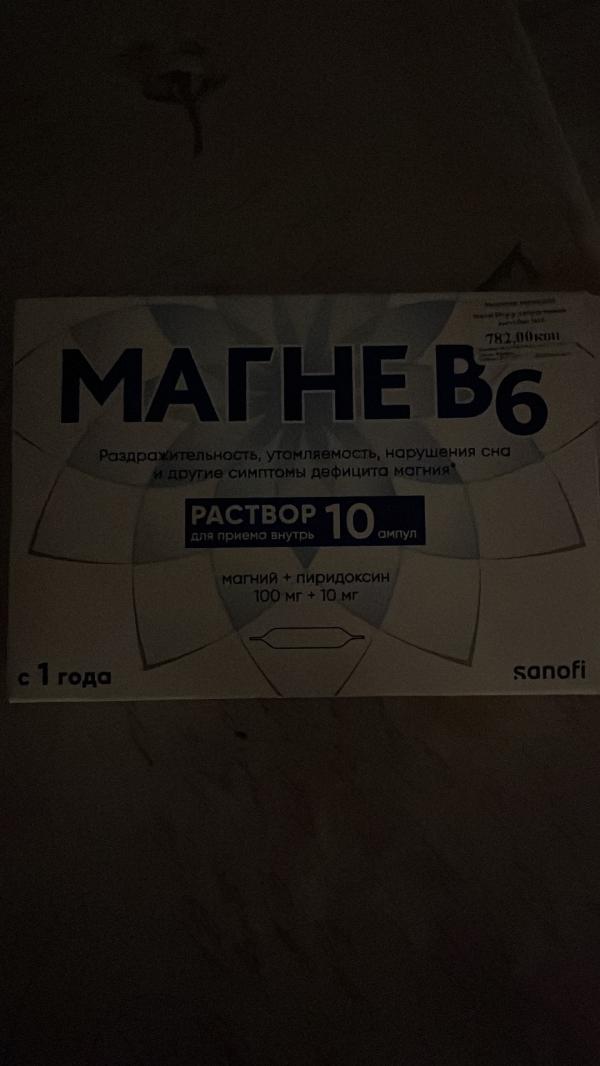 782,00
МАГНЕ B6
Раздражительность, утомляемость, нарушения сна
и другие симптомы дефицита магния*
РАСТВОР 10
для приема внутрь ампул
магний + пиридоксин
100 мг + 10 мг
с 1 года
sanofi